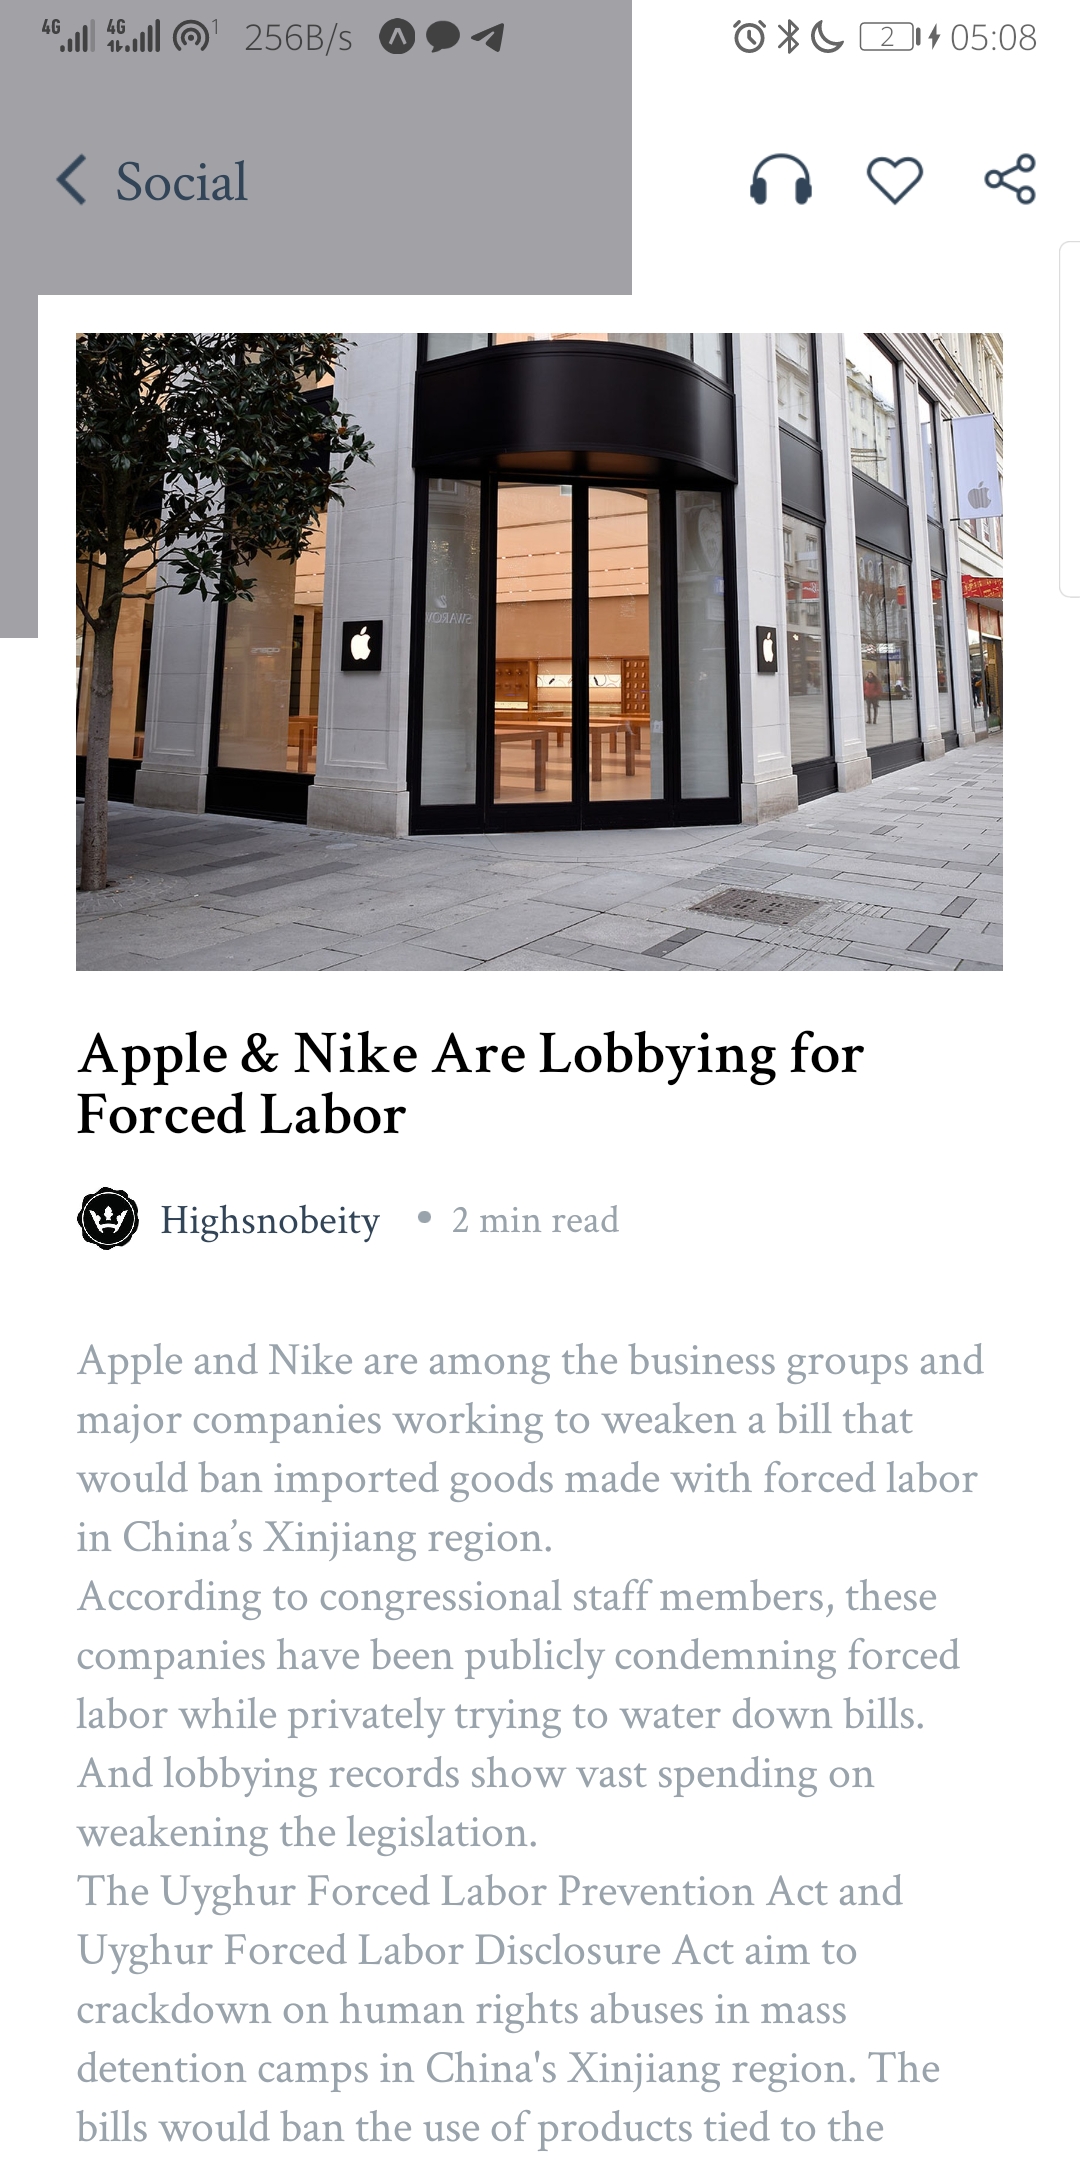 4G 4G 1 256B/s 2 05:08
Social
Apple & Nike Are Lobbying for
Forced Labor
Highsnobeity • 2 min read
Apple and Nike are among the business groups and
major companies working to weaken a bill that
would ban imported goods made with forced labor
in China’s Xinjiang region.
According to congressional staff members, these
companies have been publicly condemning forced
labor while privately trying to water down bills.
And lobbying records show vast spending on
weakening the legislation.
The Uyghur Forced Labor Prevention Act and
Uyghur Forced Labor Disclosure Act aim to
crackdown on human rights abuses in mass
detention camps in China's Xinjiang region. The
bills would ban the use of products tied to the